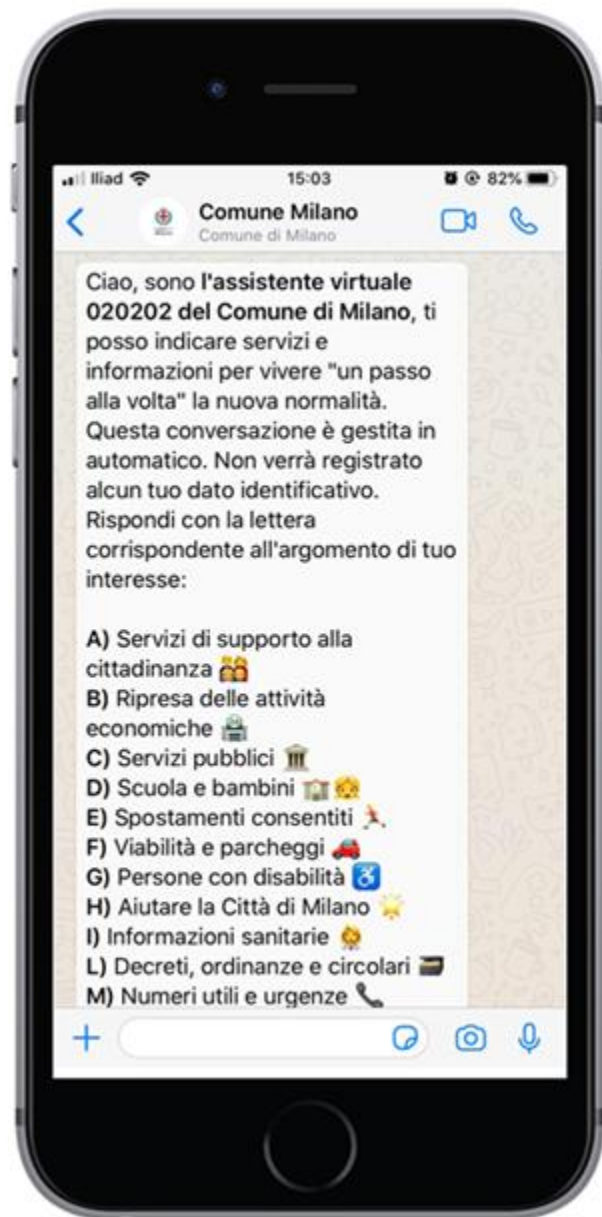 Iliad 15:03 82%
Comune Milano
Comune di Milano
Ciao, sono l'assistente virtuale
020202 del Comune di Milano, ti
posso indicare servizi e
informazioni per vivere "un passo
alla volta" la nuova normalità.
Questa conversazione è gestita in
automatico. Non verrà registrato
alcun tuo dato identificativo.
Rispondi con la lettera
corrispondente all'argomento di tuo
interesse:
A) Servizi di supporto alla
cittadinanza 👨‍👩‍👧‍👦
B) Ripresa delle attività
economiche 🖨
C) Servizi pubblici 🏛
D) Scuola e bambini 🏫👧
E) Spostamenti consentiti 🏃
F) Viabilità e parcheggi 🚗
G) Persone con disabilità ♿
H) Aiutare la Città di Milano 🌟
I) Informazioni sanitarie 👩‍⚕️
L) Decreti, ordinanze e circolari 🗃
M) Numeri utili e urgenze 📞